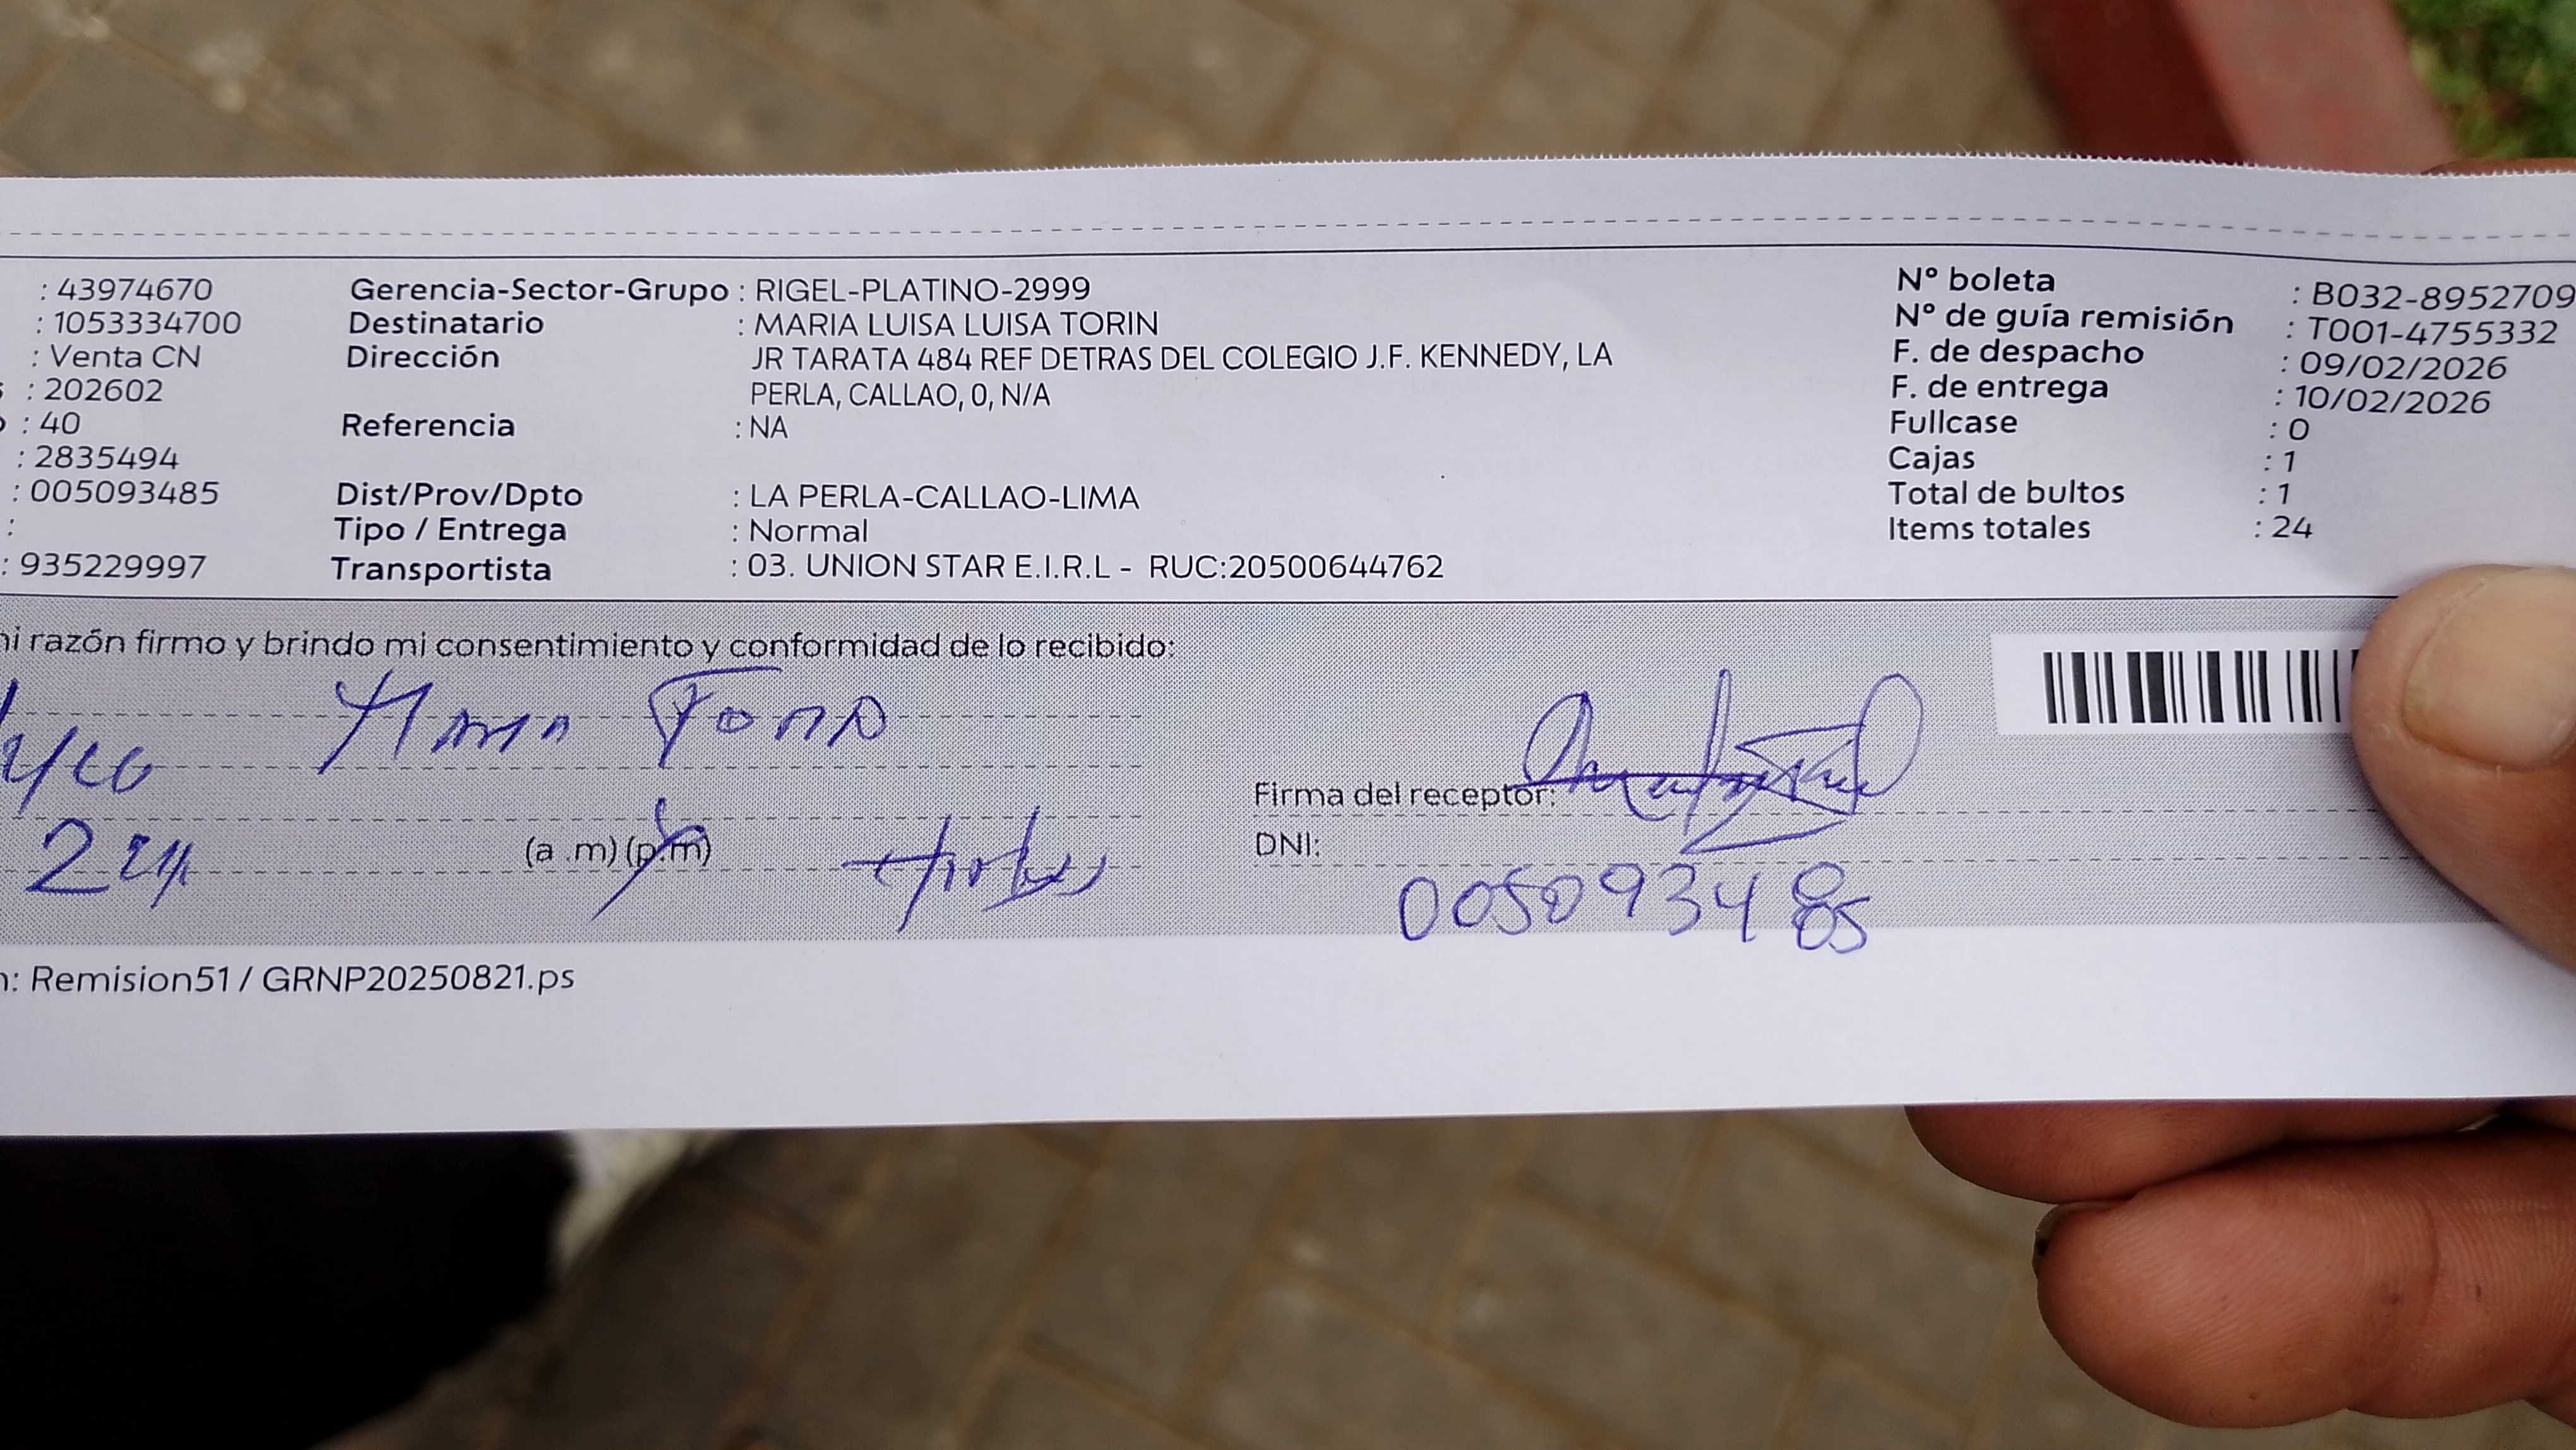 : 43974670
: 1053334700
: Venta CN
: 202602
: 40
: 2835494
: 005093485
:
: 935229997
Gerencia-Sector-Grupo : RIGEL-PLATINO-2999
Destinatario : MARIA LUISA LUISA TORIN
Dirección JR TARATA 484 REF DETRAS DEL COLEGIO J.F. KENNEDY, LA
PERLA, CALLAO, 0, N/A
Referencia : NA
Dist/Prov/Dpto : LA PERLA-CALLAO-LIMA
Tipo / Entrega : Normal
Transportista : 03. UNION STAR E.I.R.L - RUC:20500644762
Nº boleta : B032-8952709
Nº de guía remisión : T001-4755332
F. de despacho : 09/02/2026
F. de entrega : 10/02/2026
Fullcase : 0
Cajas : 1
Total de bultos : 1
Items totales : 24
razón firmo y brindo mi consentimiento y conformidad de lo recibido:
(a .m) (p.m)
Firma del receptor:
DNI:
005093485
: Remision51 / GRNP20250821.ps